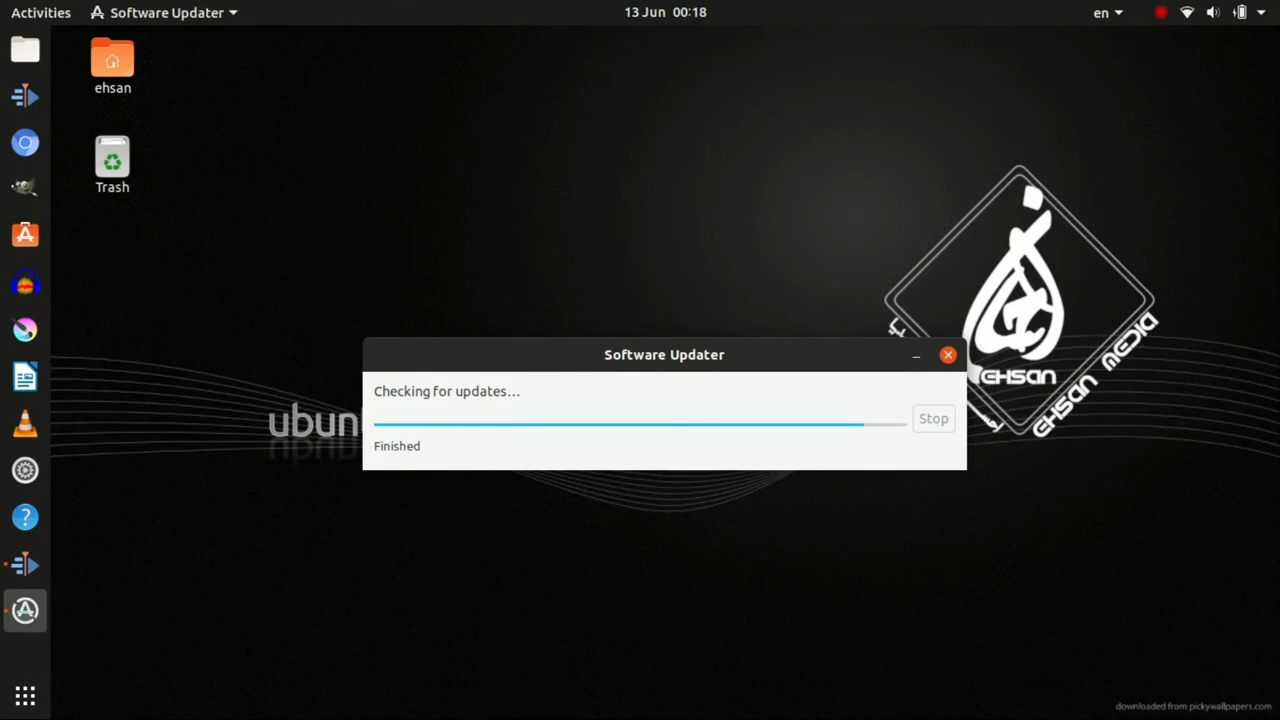 Activities Software Updater 13 Jun 00:18 en
ehsan
Trash
Software Updater
Checking for updates...
Stop
Finished
ubun
EHSAN
EHSAN MEDIA
downloaded from pickywallpapers.com